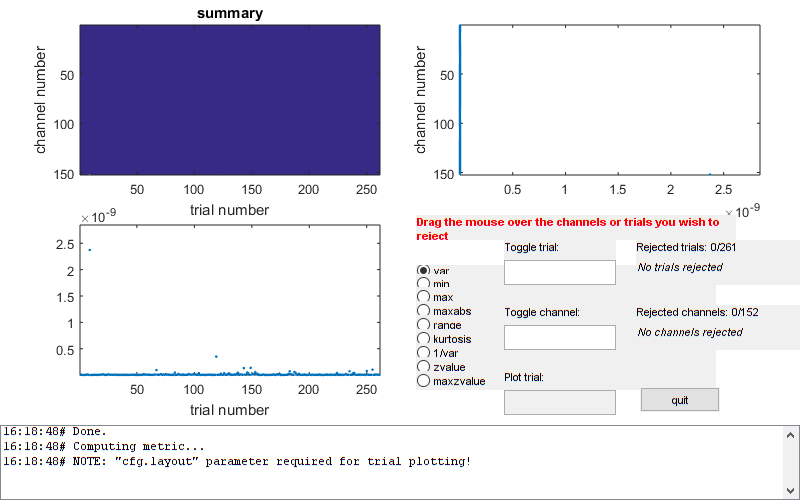 summary
channel number
50
100
150
50
100
150
200
250
trial number
channel number
50
100
150
0.5
1
1.5
2
2.5
×10^-9
×10^-9
2.5
2
1.5
1
0.5
50
100
150
200
250
trial number
Drag the mouse over the channels or trials you wish to
reject
var
min
max
maxabs
range
kurtosis
1/var
zvalue
maxzvalue
Toggle trial:
Rejected trials: 0/261
No trials rejected
Toggle channel:
Rejected channels: 0/152
No channels rejected
Plot trial:
quit
16:18:48# Done.
16:18:48# Computing metric...
16:18:48# NOTE: "cfg.layout" parameter required for trial plotting!